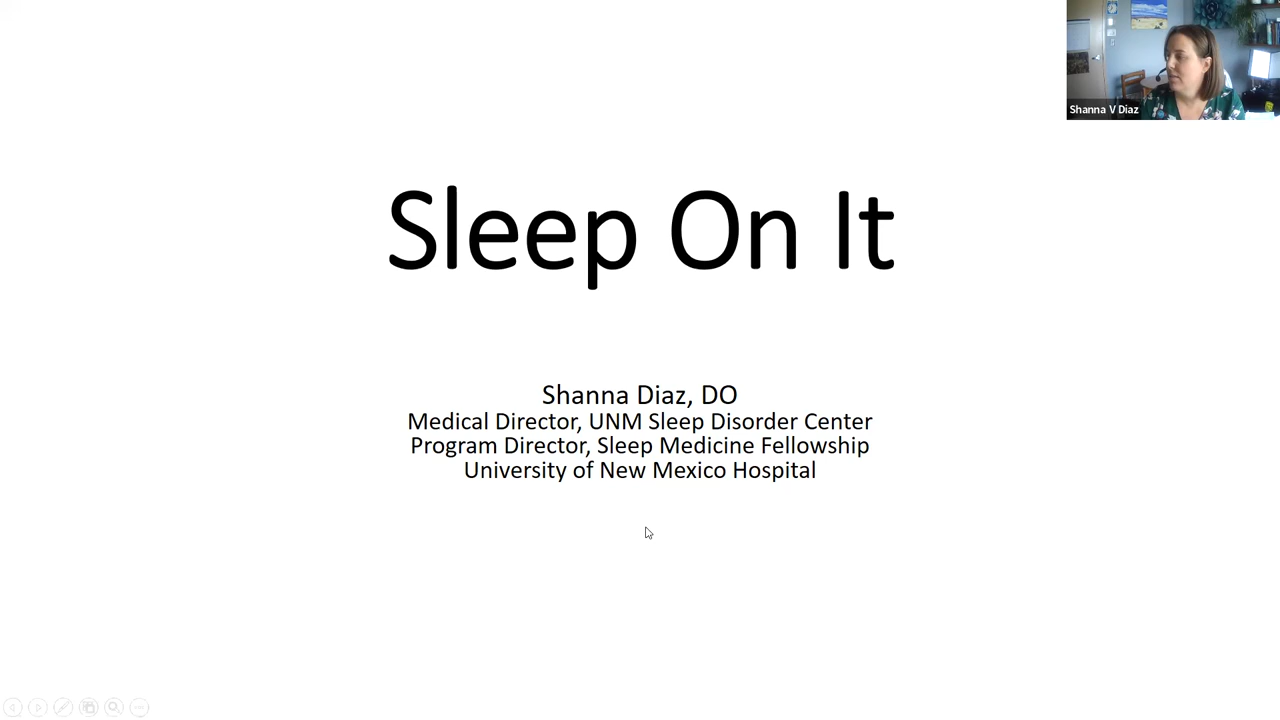 Shanna V Diaz
Sleep On It
Shanna Diaz, DO
Medical Director, UNM Sleep Disorder Center
Program Director, Sleep Medicine Fellowship
University of New Mexico Hospital